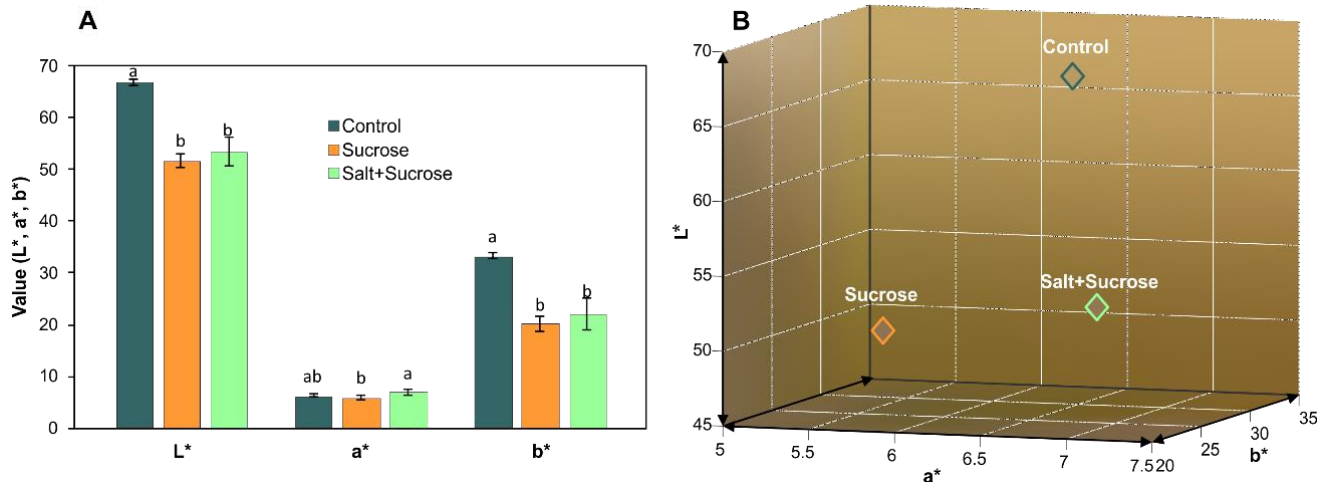 A
70
60
50
40
30
20
10
0
Value (L*, a*, b*)
a
b
b
ab
b
a
a
b
b
Control
Sucrose
Salt+Sucrose
L*
a*
b*
B
70
65
60
55
50
45
L*
Control
Sucrose
Salt+Sucrose
5
5.5
6
6.5
7
7.5
a*
20
25
30
35
b*